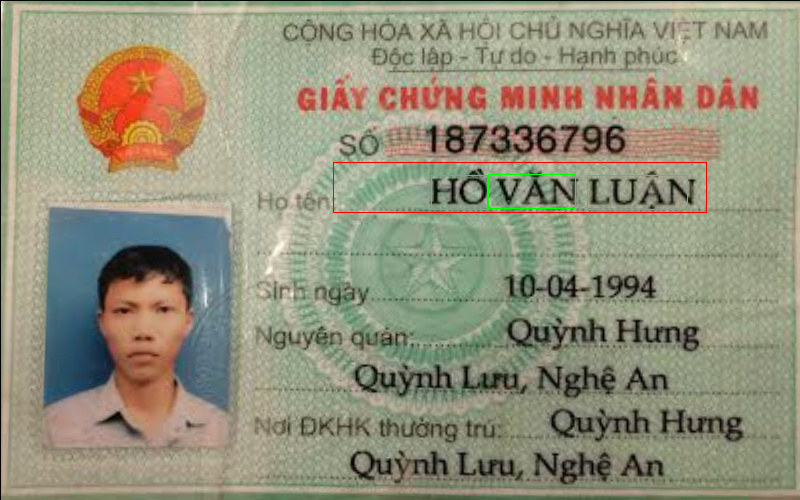 CỘNG HÒA XÃ HỘI CHỦ NGHĨA VIỆT NAM
Độc lập - Tự do - Hạnh phúc
GIẤY CHỨNG MINH NHÂN DÂN
SỐ 187336796
Họ tên: HỒ VĂN LUẬN
Sinh ngày 10-04-1994
Nguyên quán: Quỳnh Hưng
Quỳnh Lưu, Nghệ An
Nơi ĐKHK thường trú: Quỳnh Hưng
Quỳnh Lưu, Nghệ An